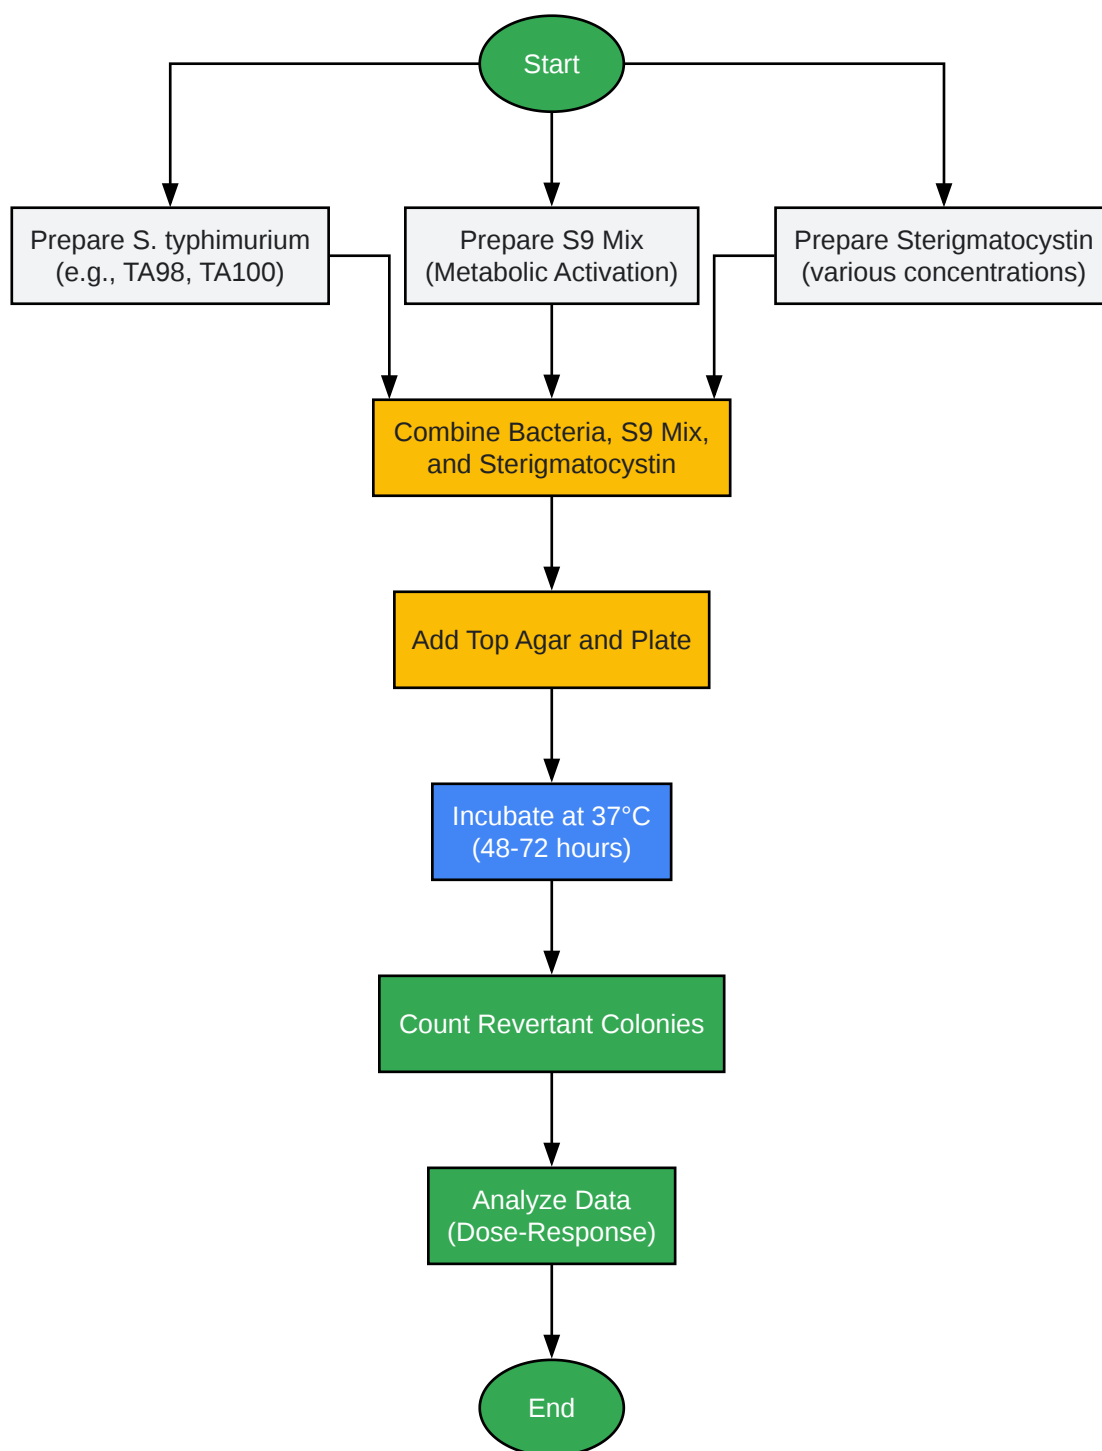 Start
Prepare S. typhimurium
(e.g., TA98, TA100)
Prepare S9 Mix
(Metabolic Activation)
Prepare Sterigmatocystin
(various concentrations)
Combine Bacteria, S9 Mix,
and Sterigmatocystin
Add Top Agar and Plate
Incubate at 37°C
(48-72 hours)
Count Revertant Colonies
Analyze Data
(Dose-Response)
End